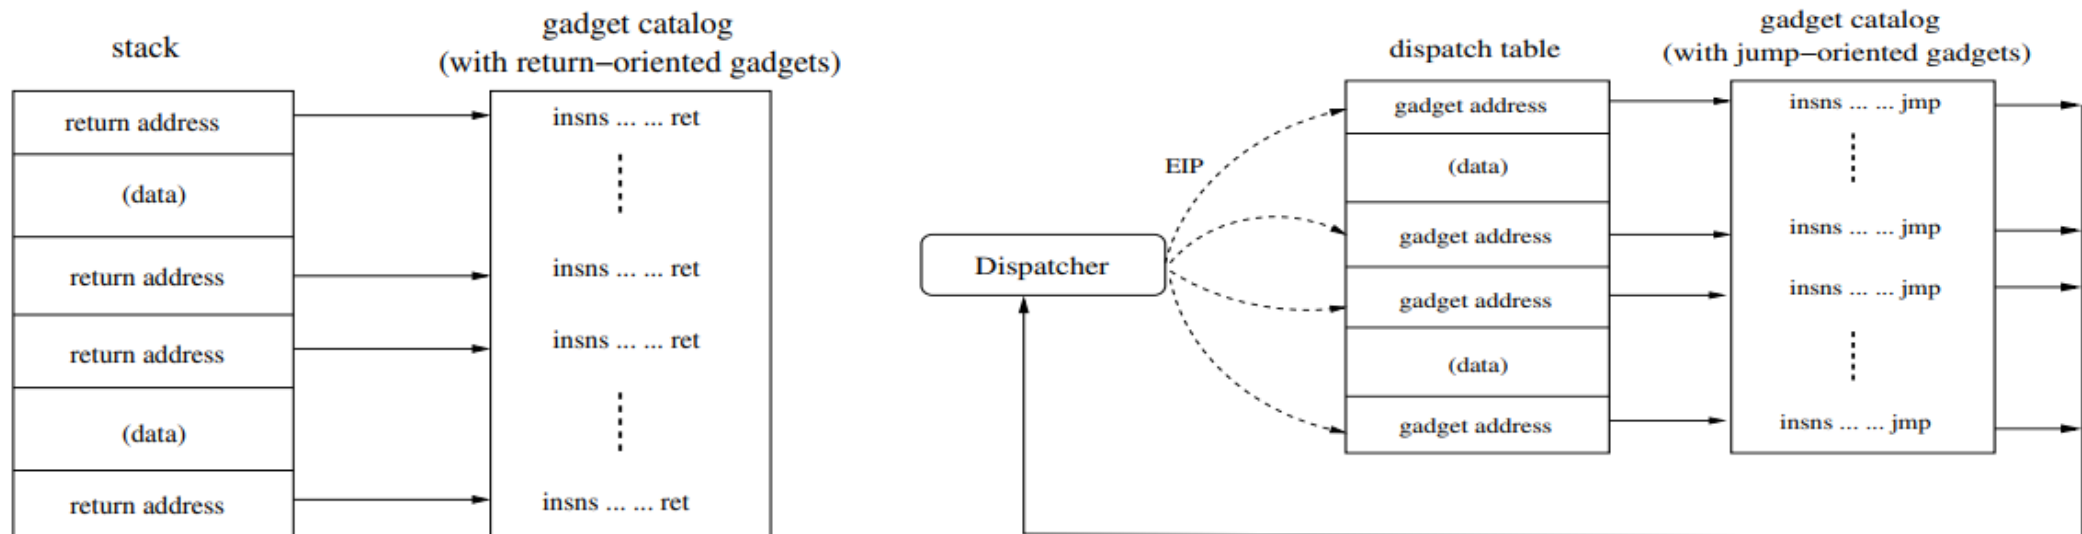 stack
gadget catalog
(with return−oriented gadgets)
return address
(data)
return address
return address
(data)
return address
insns ... ... ret
insns ... ... ret
insns ... ... ret
insns ... ... ret
Dispatcher
EIP
dispatch table
gadget address
(data)
gadget address
gadget address
(data)
gadget address
gadget catalog
(with jump−oriented gadgets)
insns ... ... jmp
insns ... ... jmp
insns ... ... jmp
insns ... ... jmp